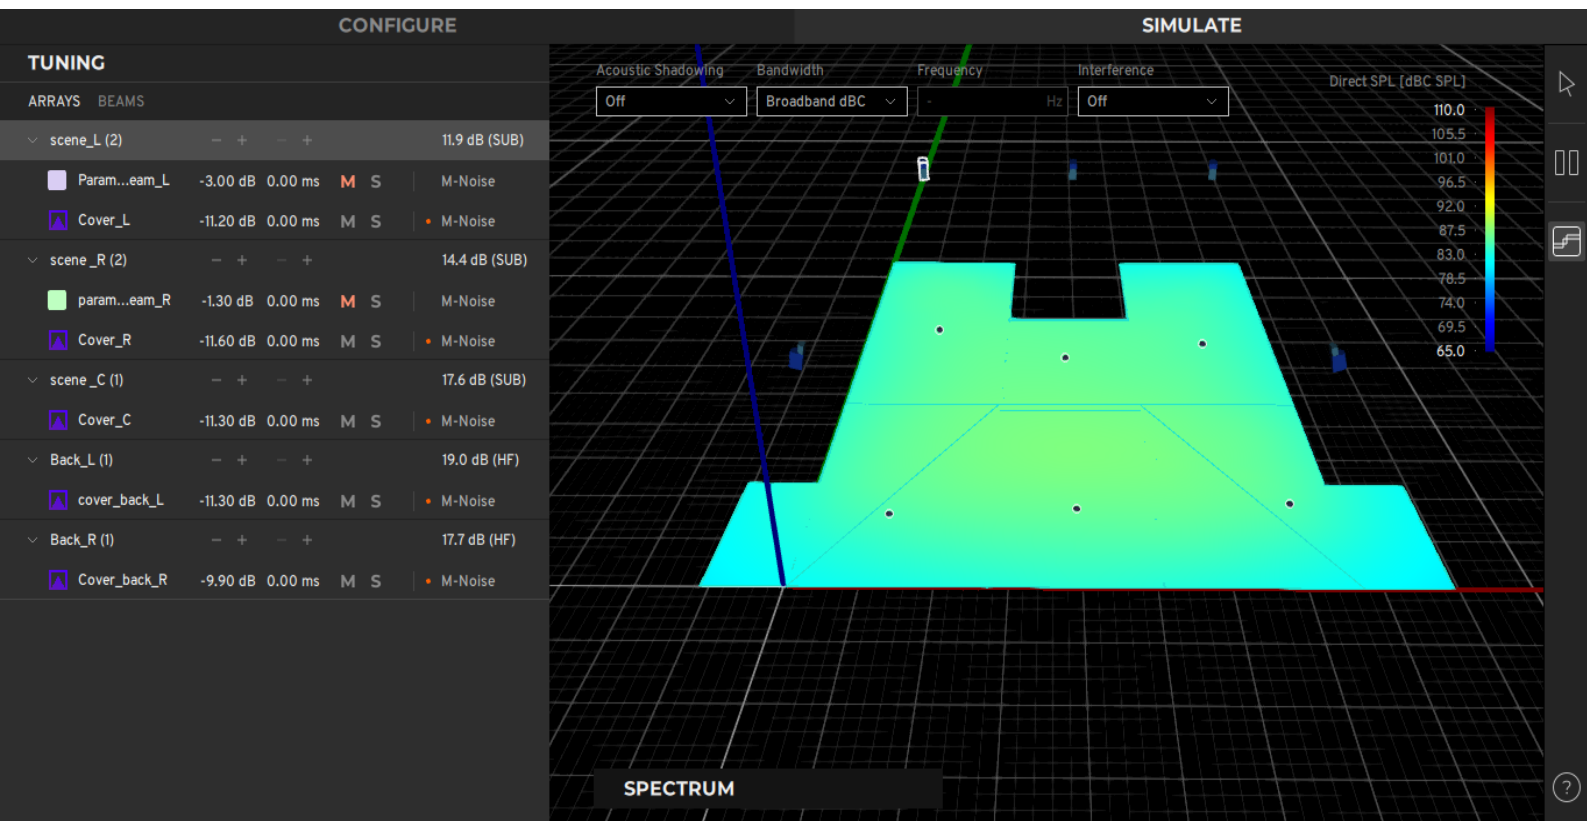 CONFIGURE
SIMULATE
TUNING
ARRAYS BEAMS
scene_L (2) − + − + 11.9 dB (SUB)
Param...eam_L -3.00 dB 0.00 ms M S M-Noise
Cover_L -11.20 dB 0.00 ms M S M-Noise
scene _R (2) − + − + 14.4 dB (SUB)
param...eam_R -1.30 dB 0.00 ms M S M-Noise
Cover_R -11.60 dB 0.00 ms M S M-Noise
scene _C (1) − + − + 17.6 dB (SUB)
Cover_C -11.30 dB 0.00 ms M S M-Noise
Back_L (1) − + − + 19.0 dB (HF)
cover_back_L -11.30 dB 0.00 ms M S M-Noise
Back_R (1) − + − + 17.7 dB (HF)
Cover_back_R -9.90 dB 0.00 ms M S M-Noise
Acoustic Shadowing Bandwidth Frequency Interference
Off Broadband dBC - Hz Off
Direct SPL [dBC SPL]
110.0
105.5
101.0
96.5
92.0
87.5
83.0
78.5
74.0
69.5
65.0
SPECTRUM
?